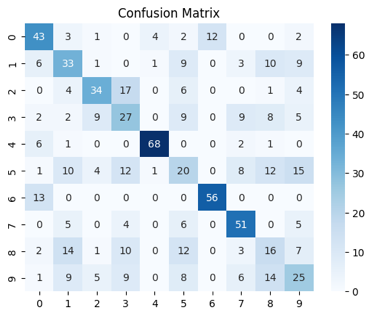 Confusion Matrix
0 43 3 1 0 4 2 12 0 0 2
1 6 33 1 0 1 9 0 3 10 9
2 0 4 34 17 0 6 0 0 1 4
3 2 2 9 27 0 9 0 9 8 5
4 6 1 0 0 68 0 0 2 1 0
5 1 10 4 12 1 20 0 8 12 15
6 13 0 0 0 0 0 56 0 0 0
7 0 5 0 4 0 6 0 51 0 5
8 2 14 1 10 0 12 0 3 16 7
9 1 9 5 9 0 8 0 6 14 25
0 1 2 3 4 5 6 7 8 9
60
50
40
30
20
10
0